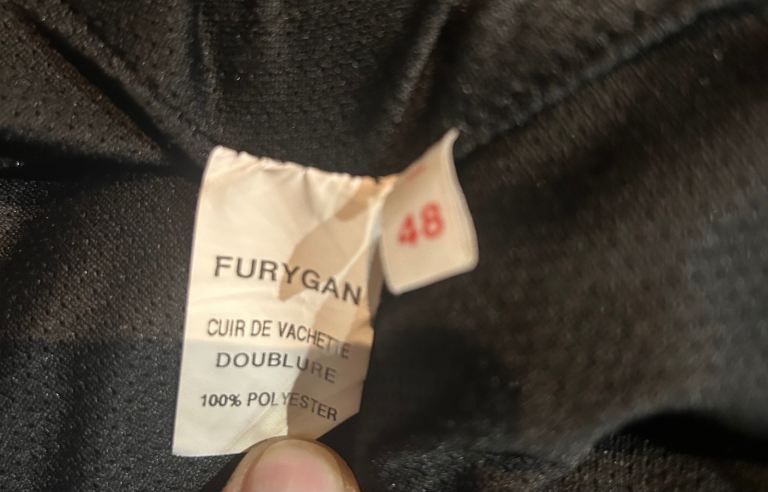 FURYGAN
CUIR DE VACHETTE
DOUBLURE
100% POLYESTER
48